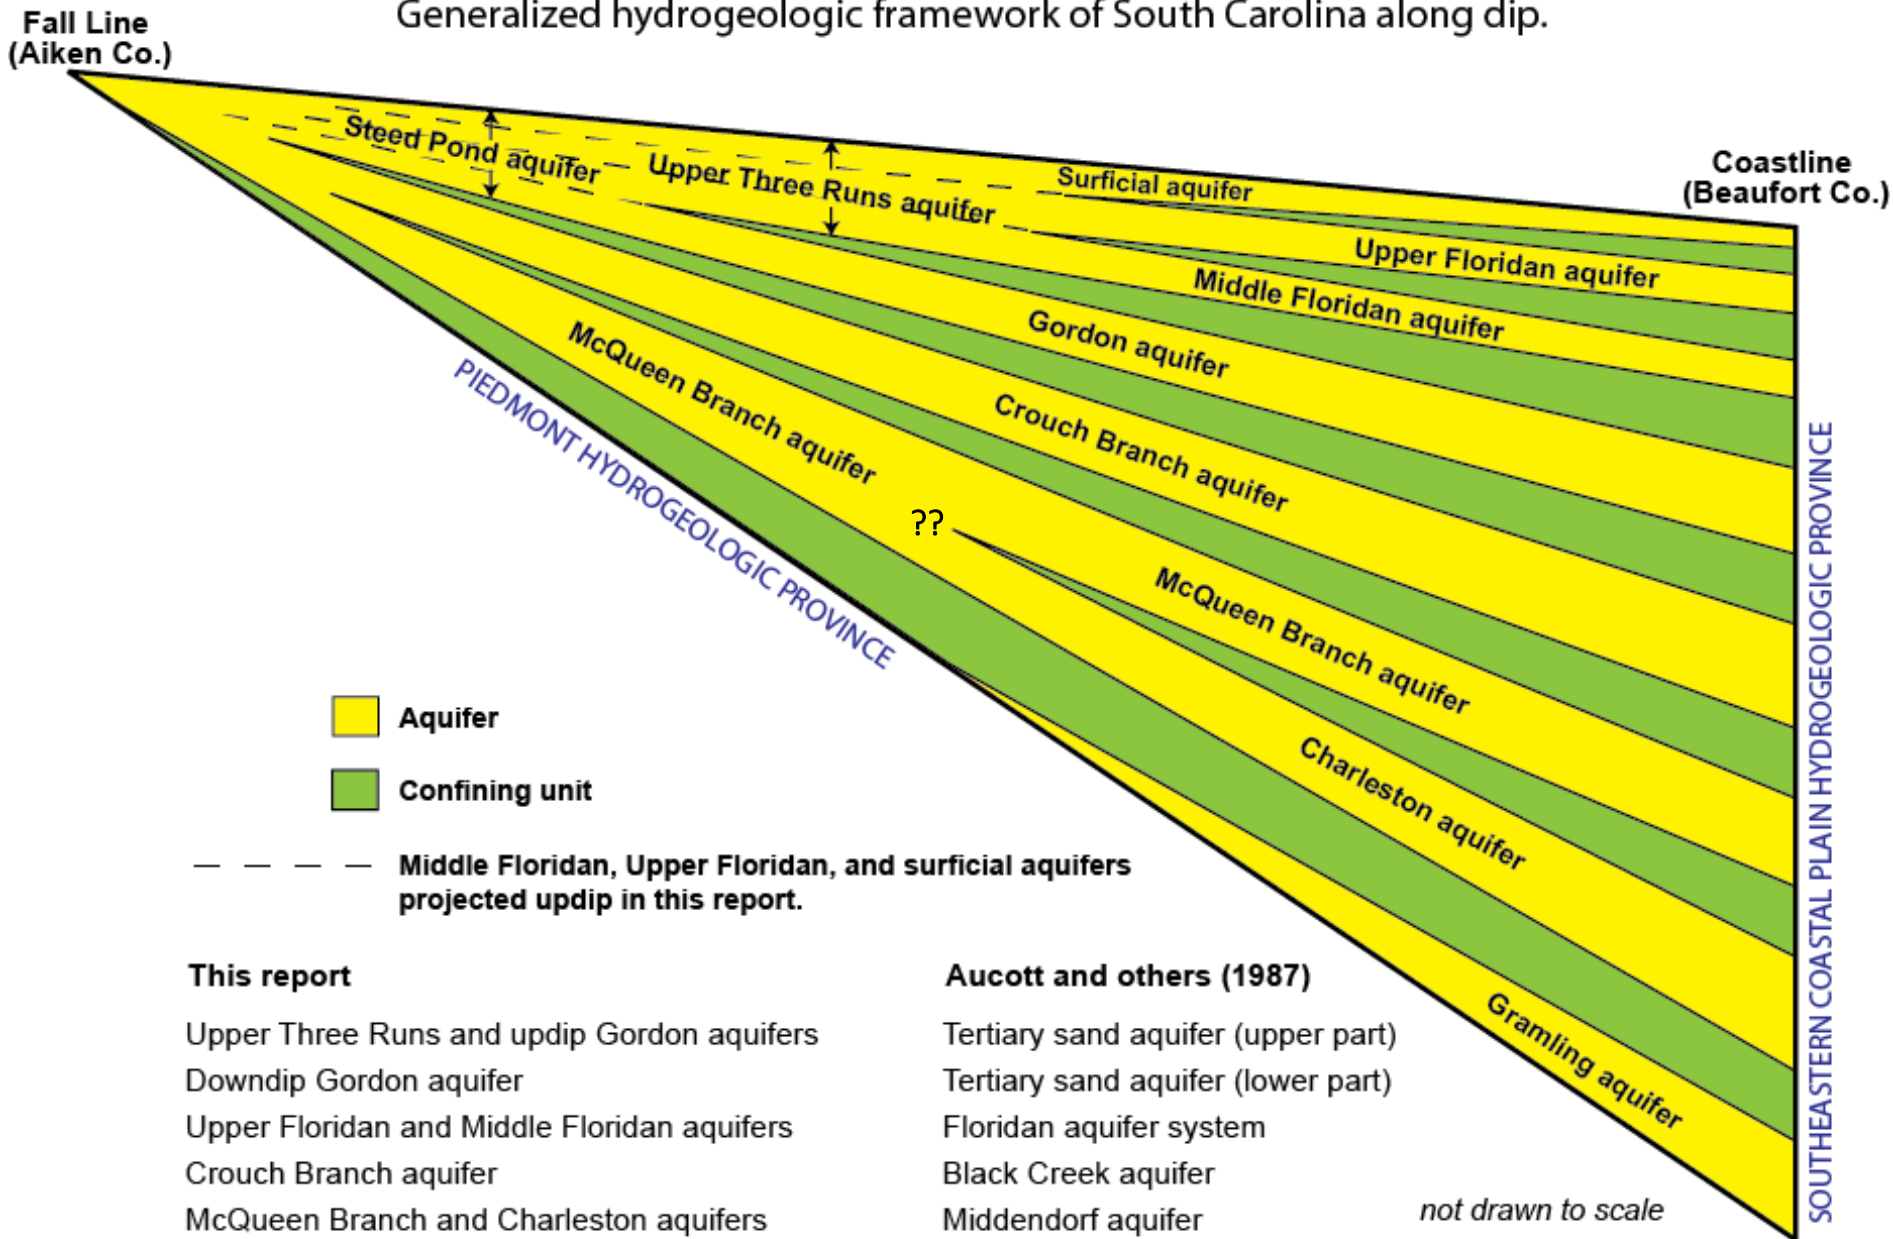 Generalized hydrogeologic framework of South Carolina along dip.
Fall Line
(Aiken Co.)
Coastline
(Beaufort Co.)
Steed Pond aquifer
Upper Three Runs aquifer
Surficial aquifer
Upper Floridan aquifer
Middle Floridan aquifer
Gordon aquifer
Crouch Branch aquifer
McQueen Branch aquifer
??
McQueen Branch aquifer
Charleston aquifer
Gramling aquifer
PIEDMONT HYDROGEOLOGIC PROVINCE
SOUTHEASTERN COASTAL PLAIN HYDROGEOLOGIC PROVINCE
Aquifer
Confining unit
Middle Floridan, Upper Floridan, and surficial aquifers
projected updip in this report.
This report
Aucott and others (1987)
Upper Three Runs and updip Gordon aquifers
Tertiary sand aquifer (upper part)
Downdip Gordon aquifer
Tertiary sand aquifer (lower part)
Upper Floridan and Middle Floridan aquifers
Floridan aquifer system
Crouch Branch aquifer
Black Creek aquifer
McQueen Branch and Charleston aquifers
Middendorf aquifer
not drawn to scale